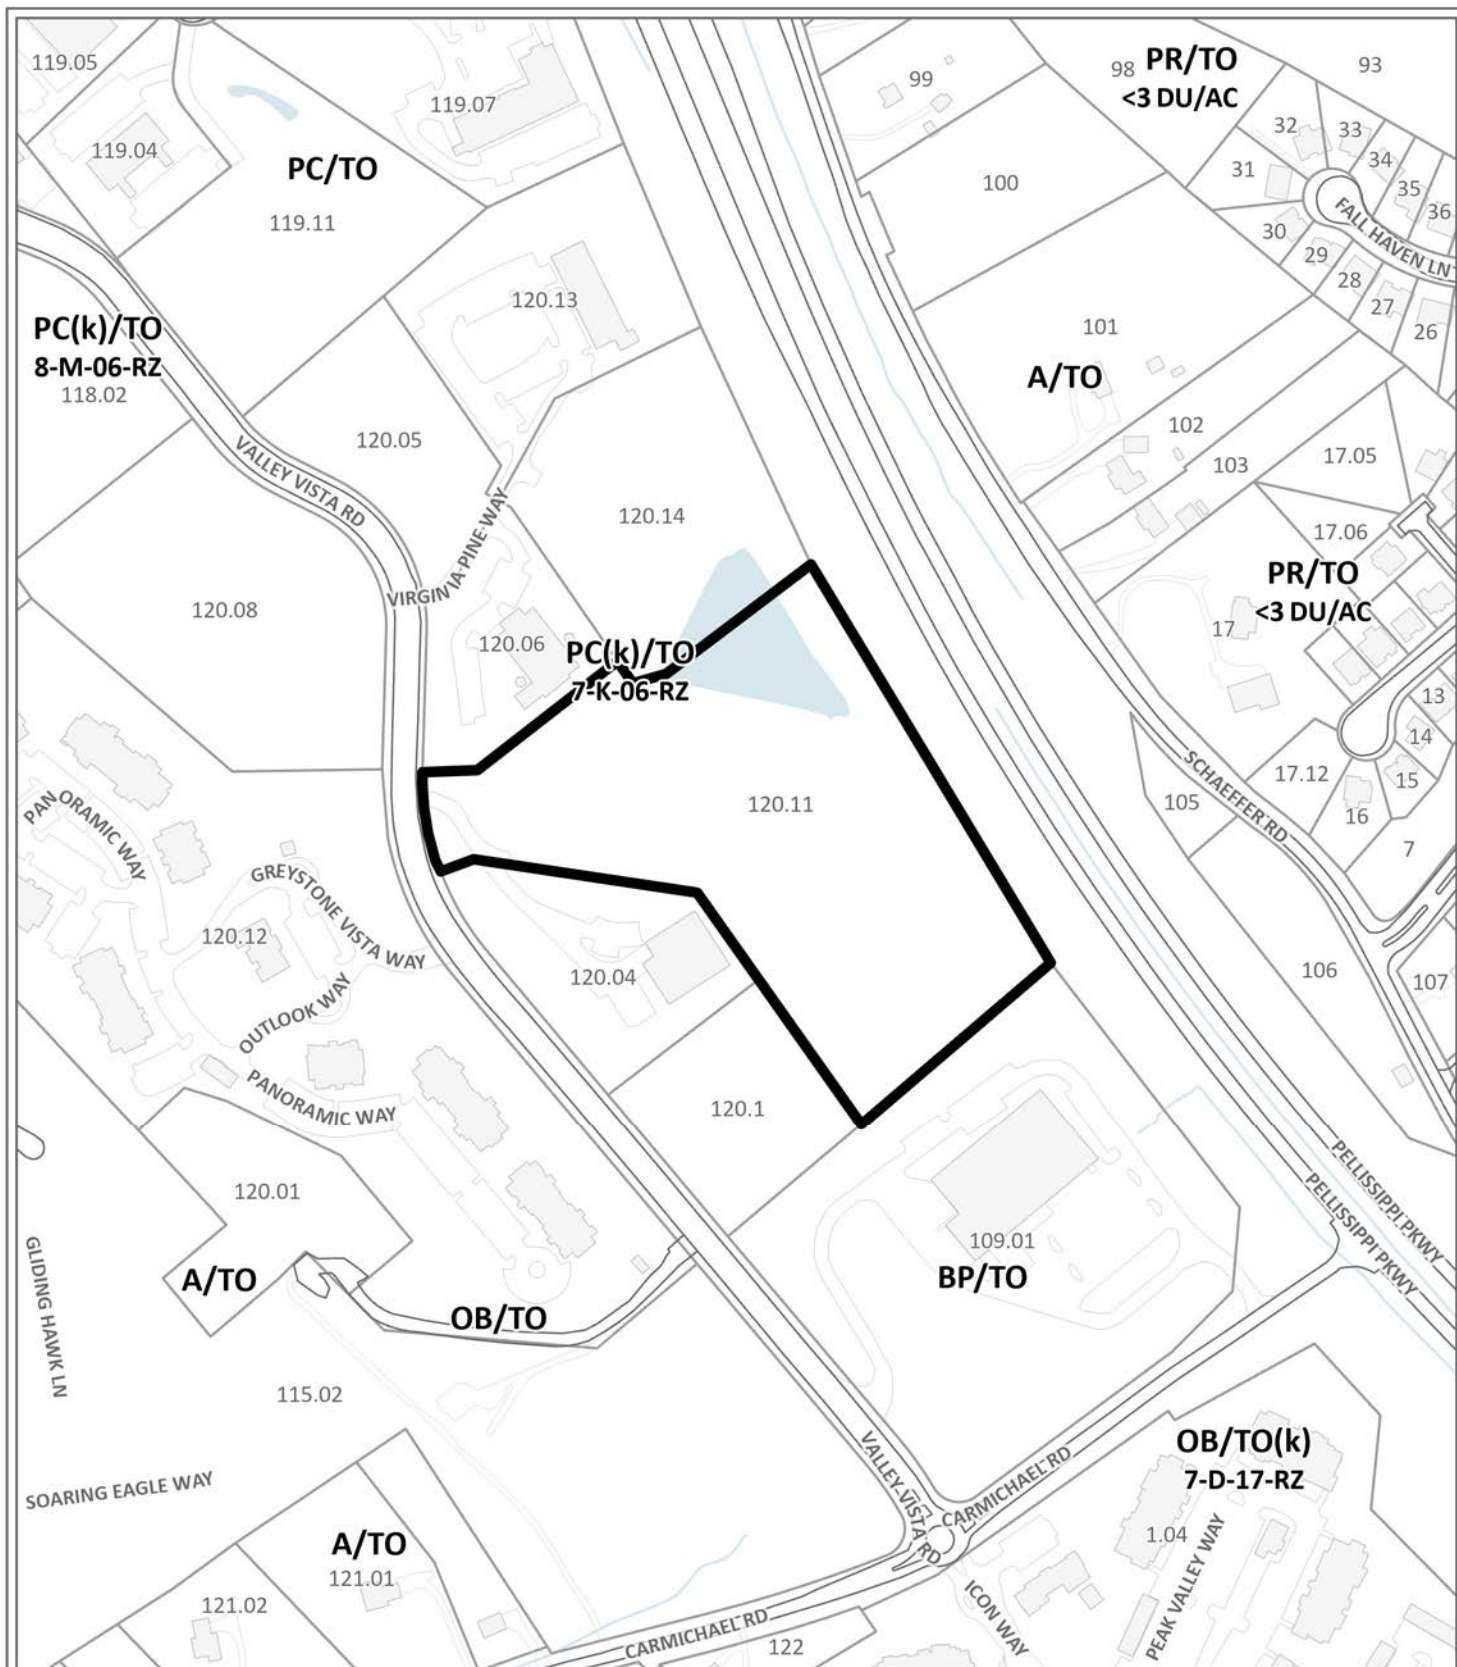 119.05
119.07
99
98
PR/TO
<3 DU/AC
93
32
33
34
35
36
31
30
29
28
27
26
FALL HAVEN LN
119.04
PC/TO
119.11
100
120.13
101
A/TO
PC(k)/TO
8-M-06-RZ
118.02
120.05
VALLEY VISTA RD
102
103
17.05
17.06
VIRGINIA PINE WAY
120.14
120.08
120.06
PC(k)/TO
7-K-06-RZ
PR/TO
<3 DU/AC
17
13
14
15
16
17.12
7
105
SCHAEFFER RD
120.11
PANORAMIC WAY
GREYSTONE VISTA WAY
120.12
OUTLOOK WAY
120.04
106
107
PANORAMIC WAY
120.1
120.01
PELLISSIPPI PKWY
PELLISSIPPI PKWY
GLIDING HAWK LN
A/TO
OB/TO
109.01
BP/TO
115.02
VALLEY VISTA RD
CARMICHAEL RD
OB/TO(k)
7-D-17-RZ
SOARING EAGLE WAY
A/TO
121.01
121.02
1.04
PEAK VALLEY WAY
ICON WAY
CARMICHAEL RD
122